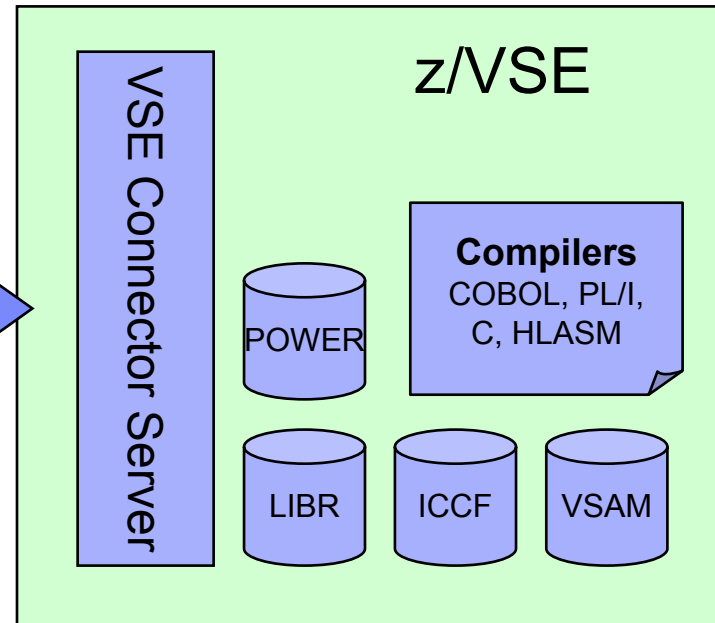 z/VSE
VSE Connector Server
Compilers
COBOL, PL/I,
C, HLASM
POWER
LIBR
ICCF
VSAM